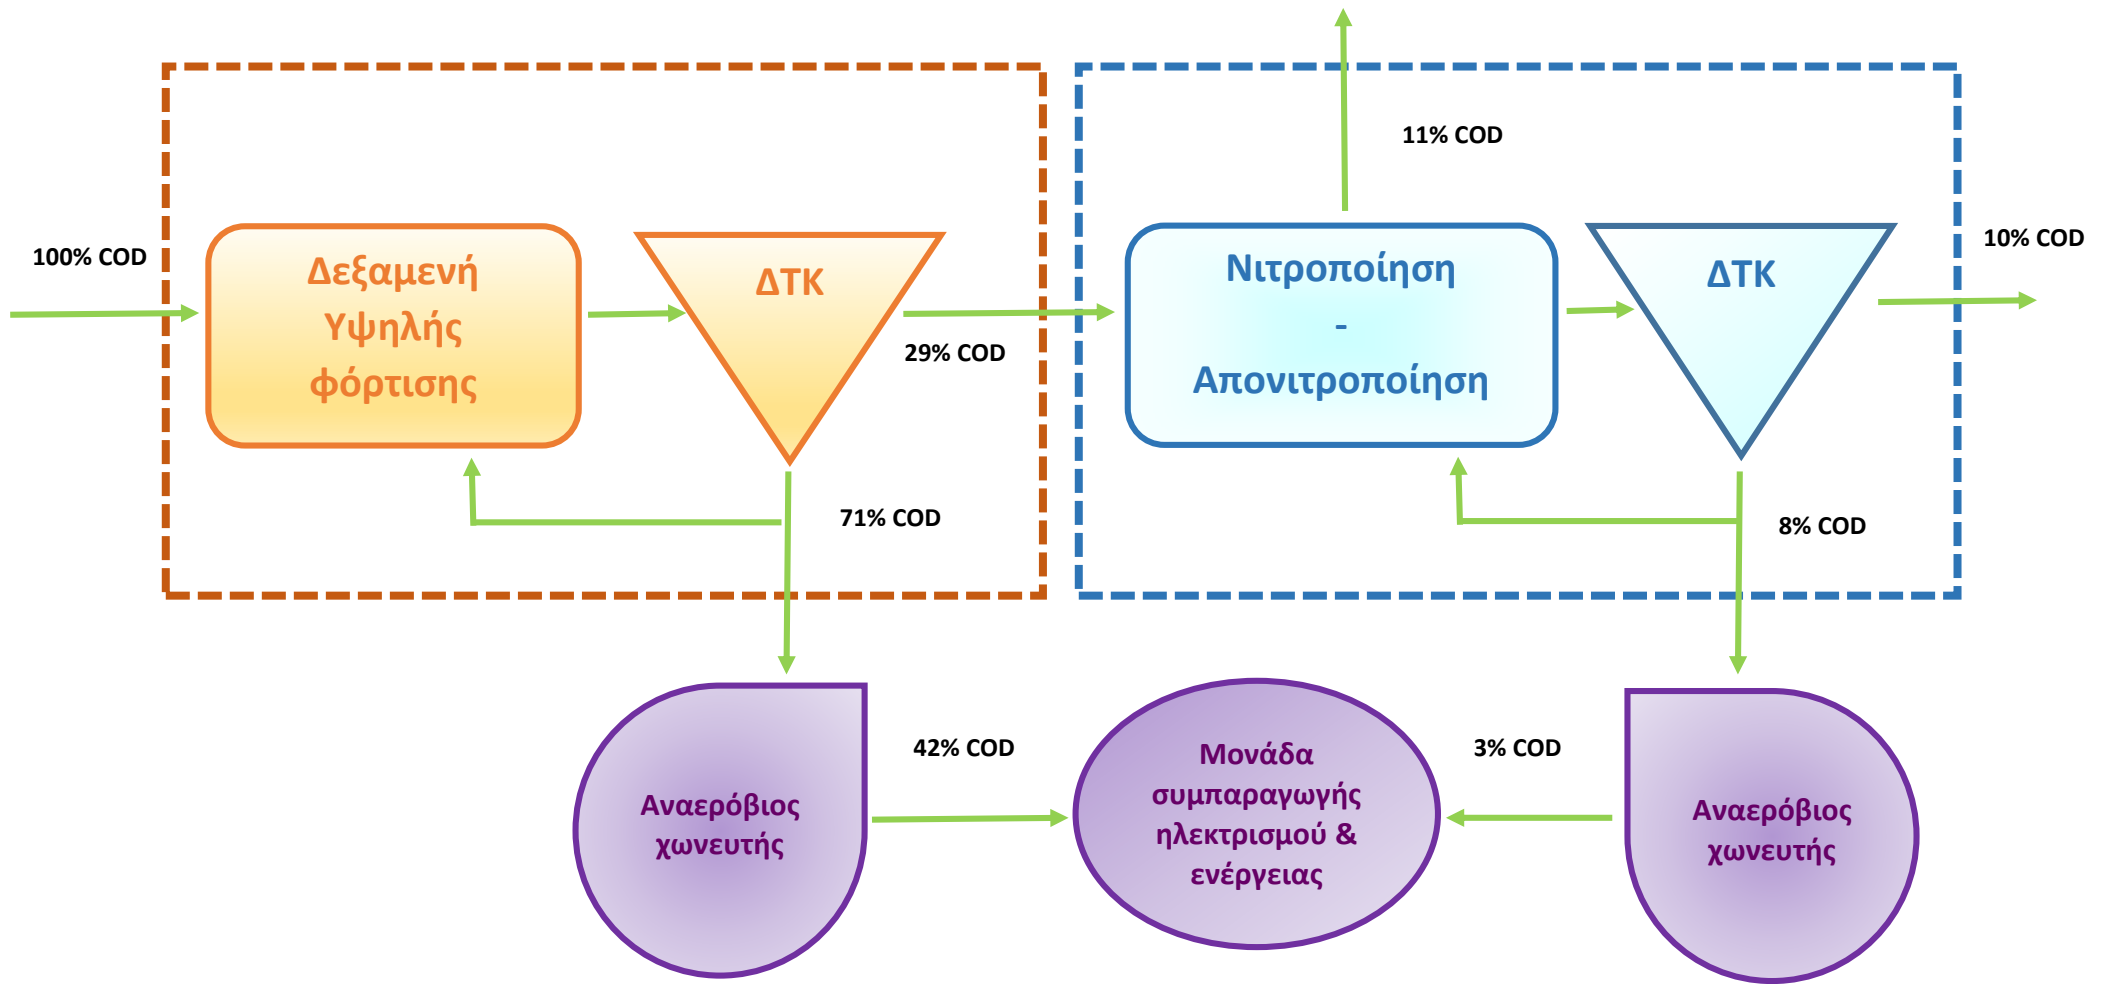 11% COD
100% COD
Δεξαμενή
Υψηλής
φόρτισης
ΔΤΚ
29% COD
Νιτροποίηση
-
Απονιτροποίηση
ΔΤΚ
10% COD
71% COD
8% COD
Αναερόβιος
χωνευτής
42% COD
Μονάδα
συμπαραγωγής
ηλεκτρισμού &
ενέργειας
3% COD
Αναερόβιος
χωνευτής